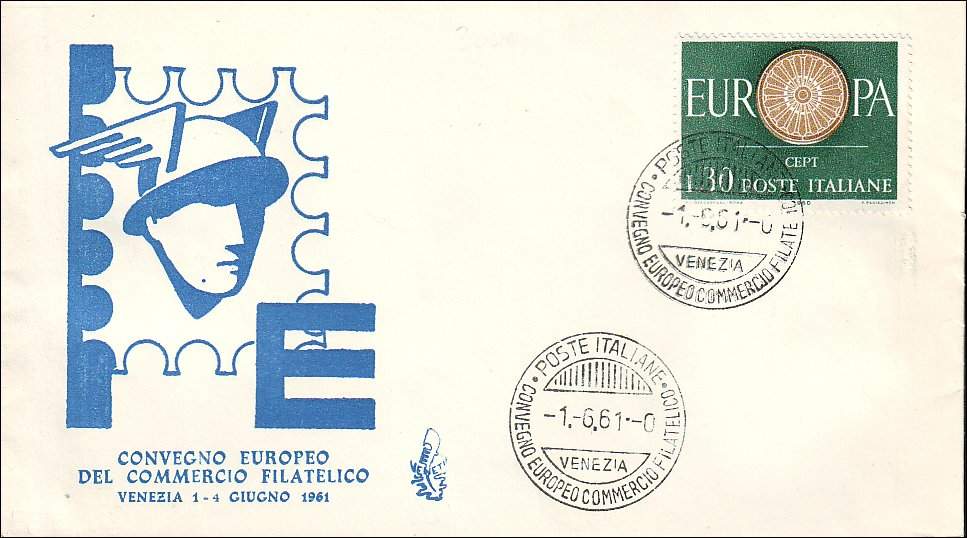 EUROPA
CEPT
L.30 POSTE ITALIANE
1960
• POSTE ITALIANE •
-1.-6.61.-0
VENEZIA
CONVEGNO EUROPEO COMMERCIO FILATELICO
E
• POSTE ITALIANE •
-1.-6.61.-0
VENEZIA
CONVEGNO EUROPEO COMMERCIO FILATELICO
CONVEGNO EUROPEO
DEL COMMERCIO FILATELICO
VENEZIA 1 - 4 GIUGNO 1961